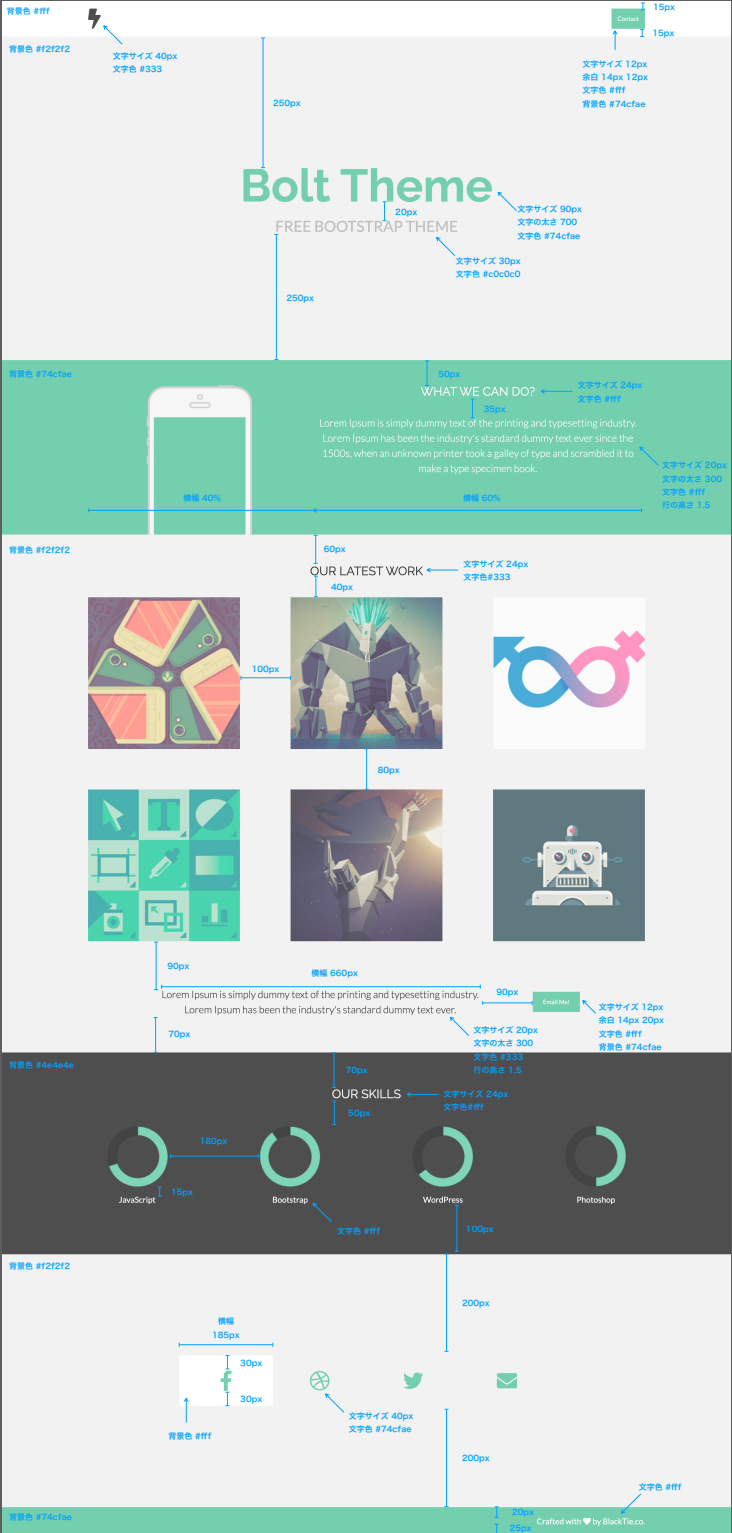 背景色 #fff
Contact
15px
15px
背景色 #f2f2f2
文字サイズ 40px
文字色 #333
文字サイズ 12px
余白 14px 12px
文字色 #fff
背景色 #74cfae
250px
Bolt Theme
20px
文字サイズ 90px
文字の太さ 700
文字色 #74cfae
FREE BOOTSTRAP THEME
文字サイズ 30px
文字色 #c0c0c0
250px
背景色 #74cfae
50px
WHAT WE CAN DO?
文字サイズ 24px
文字色 #fff
35px
Lorem Ipsum is simply dummy text of the printing and typesetting industry.
Lorem Ipsum has been the industry's standard dummy text ever since the
1500s, when an unknown printer took a galley of type and scrambled it to
make a type specimen book.
文字サイズ 20px
文字の太さ 300
文字色 #fff
行の高さ 1.5
横幅 40%
横幅 60%
背景色 #f2f2f2
60px
OUR LATEST WORK
文字サイズ 24px
文字色#333
40px
100px
80px
T
90px
横幅 660px
Lorem Ipsum is simply dummy text of the printing and typesetting industry.
Lorem Ipsum has been the industry's standard dummy text ever.
90px
Email Me!
文字サイズ 12px
余白 14px 20px
文字色 #fff
背景色 #74cfae
70px
文字サイズ 20px
文字の太さ 300
文字色 #333
行の高さ 1.5
背景色 #4e4e4e
70px
OUR SKILLS
文字サイズ 24px
文字色#fff
50px
180px
JavaScript
15px
Bootstrap
WordPress
Photoshop
文字色 #fff
100px
背景色 #f2f2f2
200px
横幅
185px
30px
30px
文字サイズ 40px
文字色 #74cfae
背景色 #fff
200px
文字色 #fff
背景色 #74cfae
20px
Crafted with ♥ by BlackTie.co.
25px